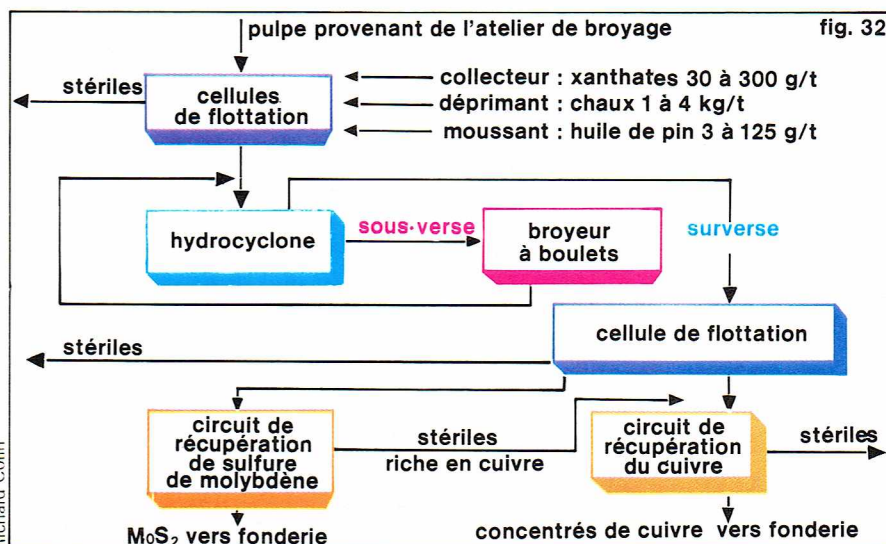 pulpe provenant de l'atelier de broyage
fig. 32
stériles
cellules
de flottation
collecteur : xanthates 30 à 300 g/t
déprimant : chaux 1 à 4 kg/t
moussant : huile de pin 3 à 125 g/t
hydrocyclone
sous-verse
broyeur
à boulets
surverse
cellule de flottation
stériles
circuit de
récupération
de sulfure
de molybdène
stériles
riche en cuivre
circuit de
récupération
du cuivre
stériles
MoS₂ vers fonderie
concentrés de cuivre vers fonderie